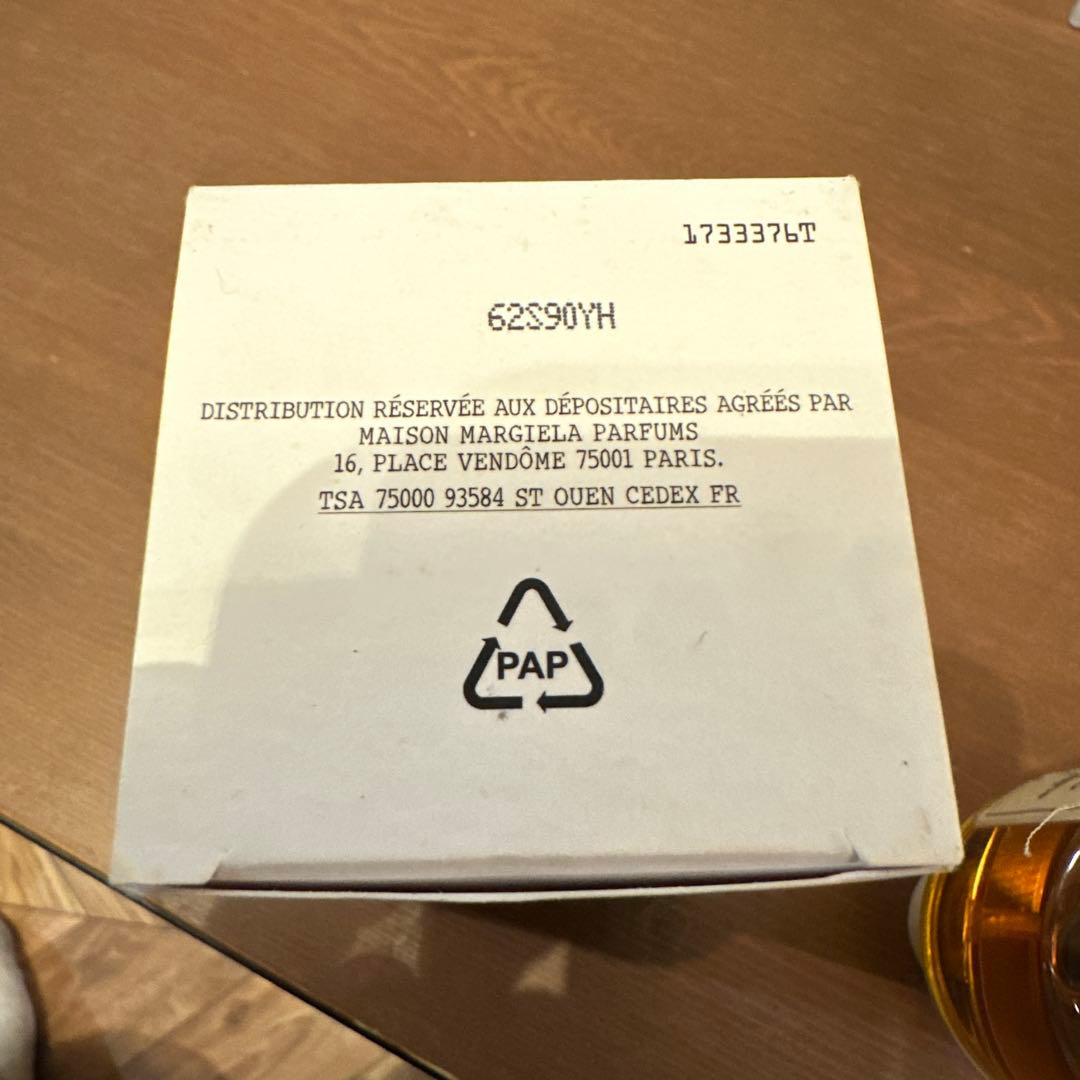 1733376T
62S90YH
DISTRIBUTION RÉSERVÉE AUX DÉPOSITAIRES AGRÉÉS PAR
MAISON MARGIELA PARFUMS
16, PLACE VENDÔME 75001 PARIS.
TSA 75000 93584 ST OUEN CEDEX FR
PAP